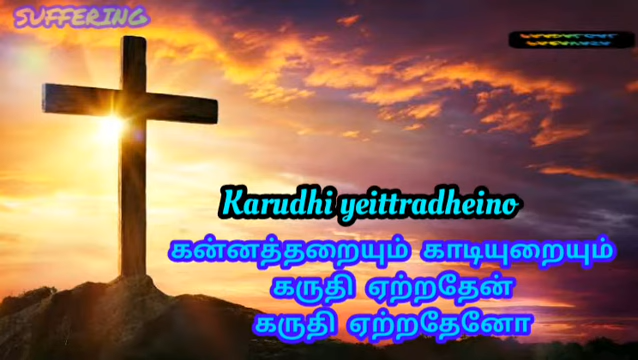 SUFFERING
Karudhi yeittradheino
கன்னத்தறையும் காடியுறையும்
கருதி ஏற்றதேன்
கருதி ஏற்றதேனோ